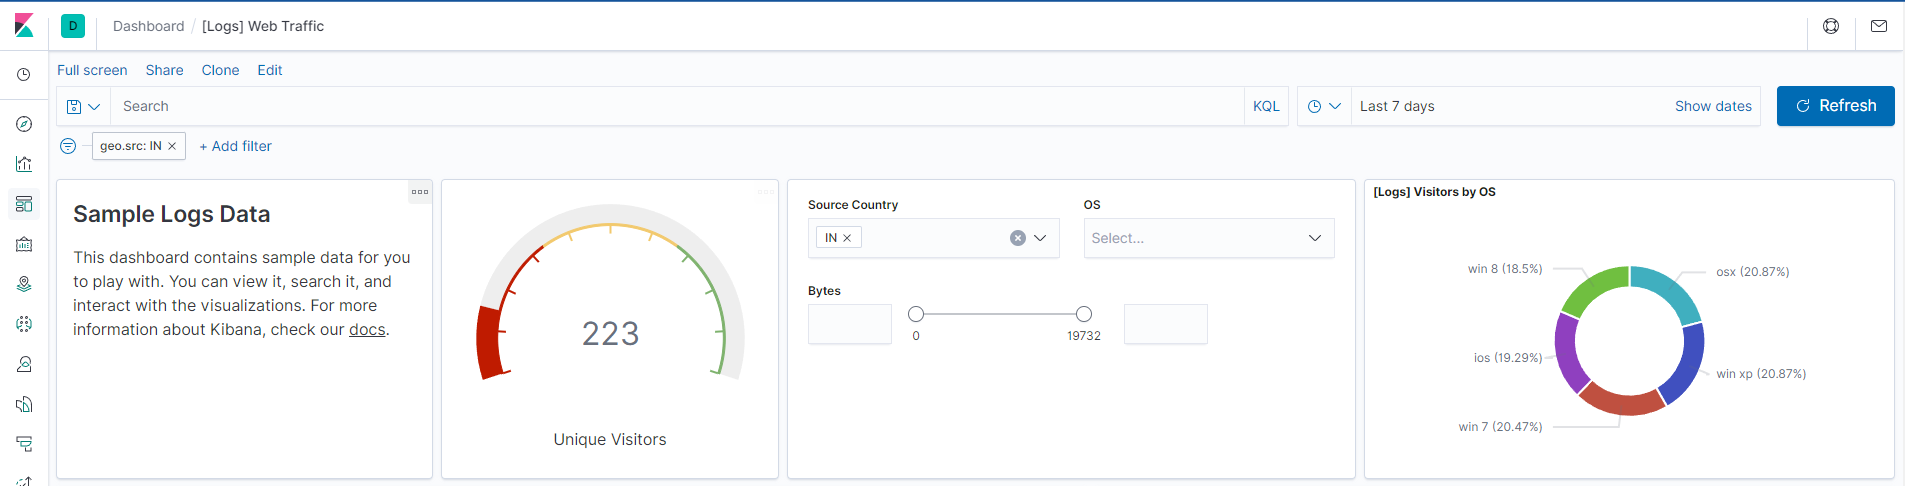 D Dashboard / [Logs] Web Traffic
Full screen Share Clone Edit
Search KQL Last 7 days Show dates Refresh
geo.src: IN + Add filter
Sample Logs Data
This dashboard contains sample data for you
to play with. You can view it, search it, and
interact with the visualizations. For more
information about Kibana, check our docs.
223
Unique Visitors
Source Country OS
IN Select...
Bytes
0 19732
[Logs] Visitors by OS
win 8 (18.5%) osx (20.87%)
ios (19.29%) win xp (20.87%)
win 7 (20.47%)